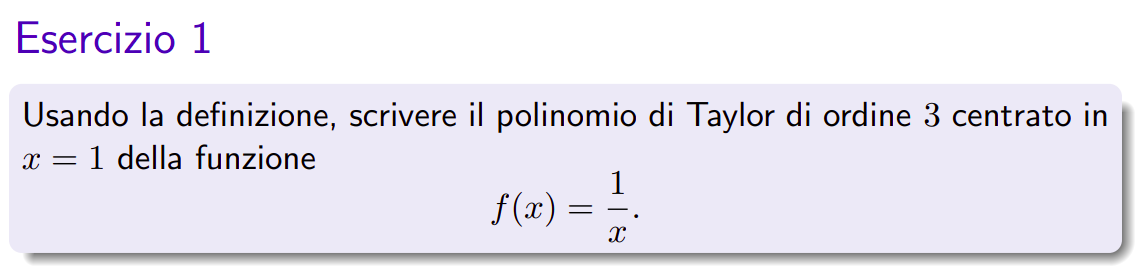 Esercizio 1
Usando la definizione, scrivere il polinomio di Taylor di ordine 3 centrato in
x = 1 della funzione
f(x) = 1/x.